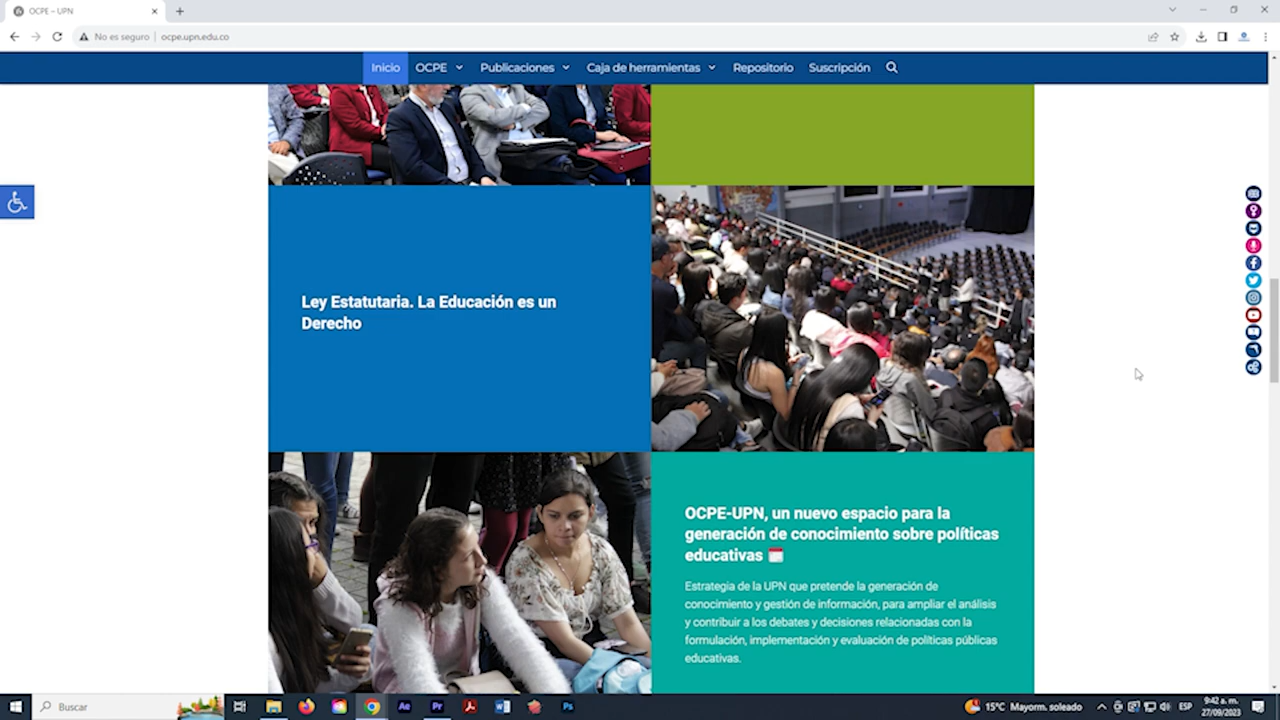 OCPE – UPN
No es seguro
ocpe.upn.edu.co
Inicio
OCPE
Publicaciones
Caja de herramientas
Repositorio
Suscripción
Ley Estatutaria. La Educación es un
Derecho
OCPE-UPN, un nuevo espacio para la
generación de conocimiento sobre políticas
educativas
Estrategia de la UPN que pretende la generación de
conocimiento y gestión de información, para ampliar el análisis
y contribuir a los debates y decisiones relacionadas con la
formulación, implementación y evaluación de políticas públicas
educativas.
Buscar
Ae
Pr
W
Ps
15°C Mayorm. soleado
ESP
9:42 a. m.
27/09/2023